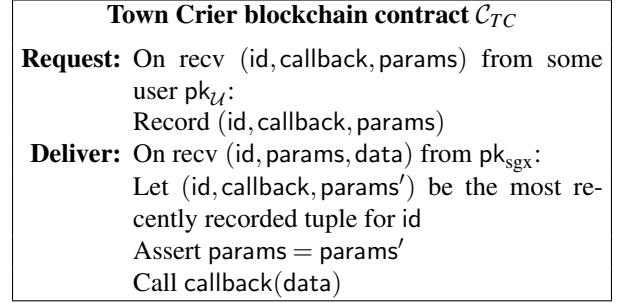 Town Crier blockchain contract 𝒞_TC
Request: On recv (id, callback, params) from some
user pk_𝒰:
Record (id, callback, params)
Deliver: On recv (id, params, data) from pk_sgx:
Let (id, callback, params′) be the most re-
cently recorded tuple for id
Assert params = params′
Call callback(data)